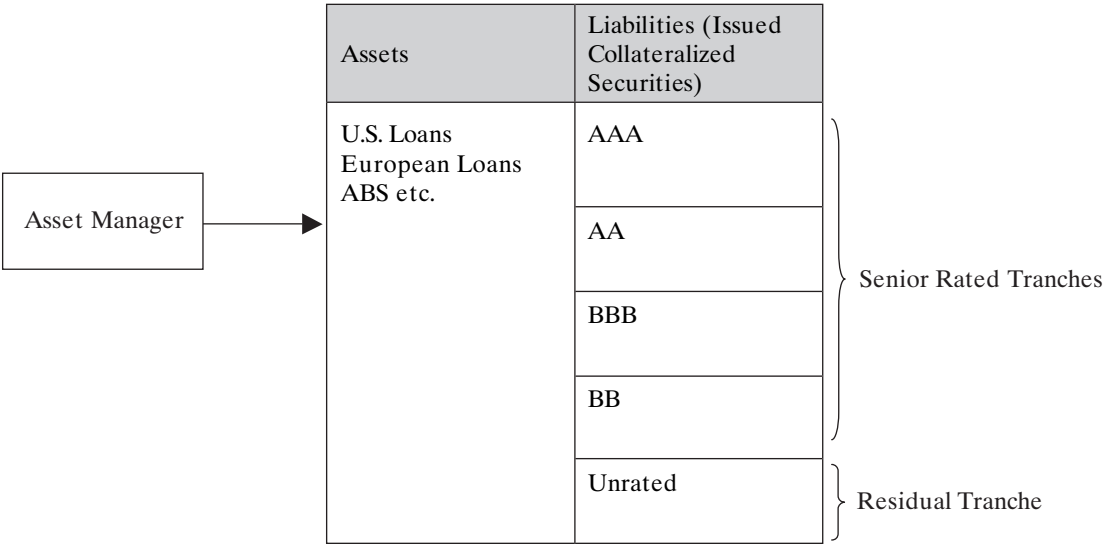 Assets
Liabilities (Issued
Collateralized
Securities)
Asset Manager
U.S. Loans
European Loans
ABS etc.
AAA
AA
BBB
BB
Unrated
Senior Rated Tranches
Residual Tranche